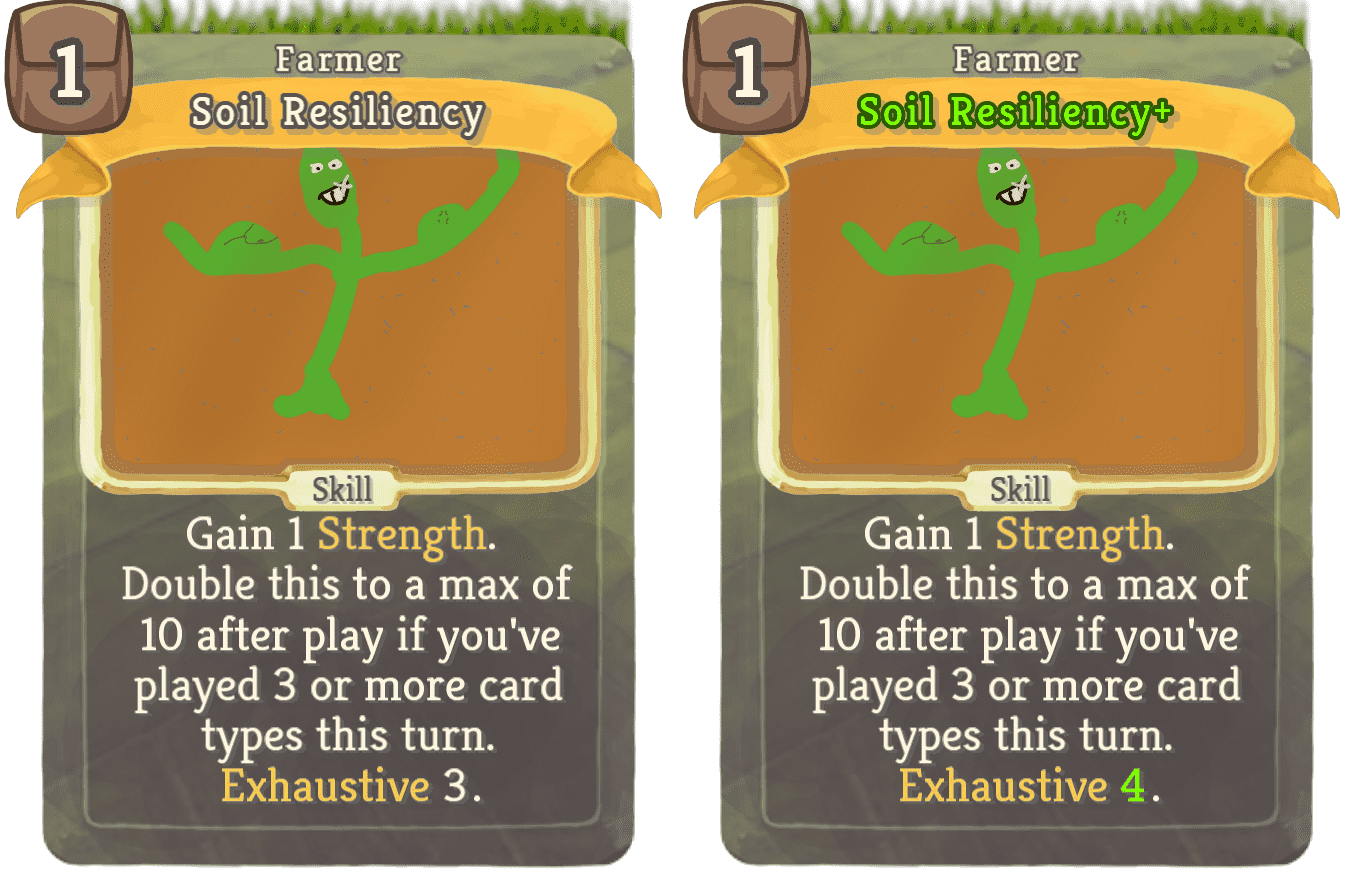 1
Farmer
Soil Resiliency
Skill
Gain 1 Strength.
Double this to a max of
10 after play if you've
played 3 or more card
types this turn.
Exhaustive 3.
1
Farmer
Soil Resiliency+
Skill
Gain 1 Strength.
Double this to a max of
10 after play if you've
played 3 or more card
types this turn.
Exhaustive 4.